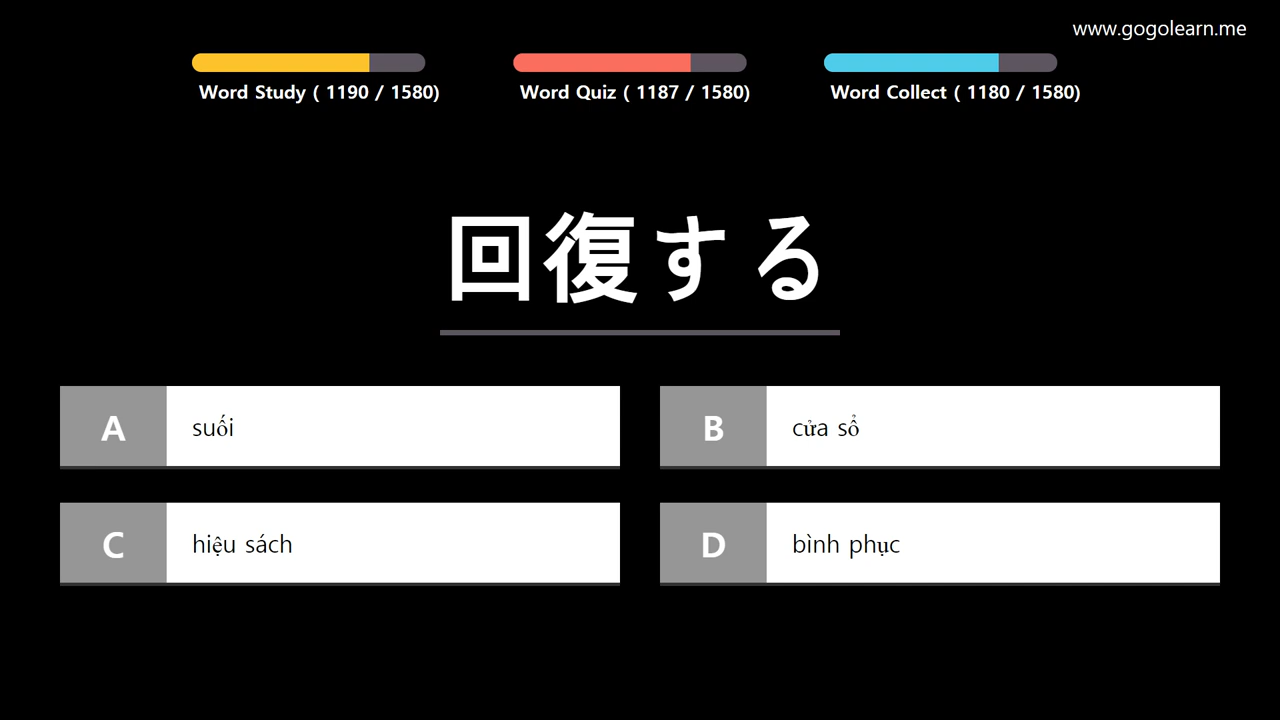 www.gogolearn.me
Word Study ( 1190 / 1580)
Word Quiz ( 1187 / 1580)
Word Collect ( 1180 / 1580)
回復する
A suối
B cửa sổ
C hiệu sách
D bình phục